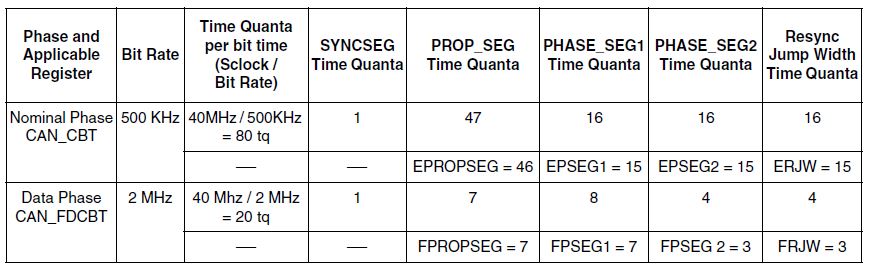 Phase and Applicable Register | Bit Rate | Time Quanta per bit time (Sclock / Bit Rate) | SYNCSEG Time Quanta | PROP_SEG Time Quanta | PHASE_SEG1 Time Quanta | PHASE_SEG2 Time Quanta | Resync Jump Width Time Quanta
Nominal Phase CAN_CBT | 500 KHz | 40MHz / 500KHz = 80 tq | 1 | 47 | 16 | 16 | 16
— | — | EPROPSEG = 46 | EPSEG1 = 15 | EPSEG2 = 15 | ERJW = 15
Data Phase CAN_FDCBT | 2 MHz | 40 Mhz / 2 MHz = 20 tq | 1 | 7 | 8 | 4 | 4
— | — | FPROPSEG = 7 | FPSEG1 = 7 | FPSEG 2 = 3 | FRJW = 3